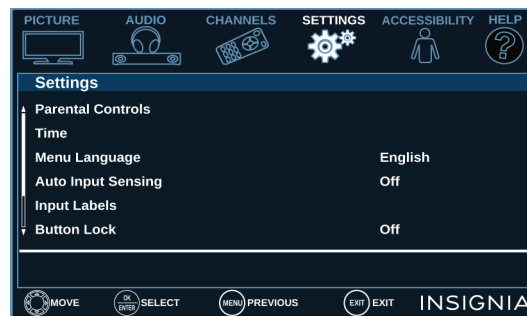 PICTURE AUDIO CHANNELS SETTINGS ACCESSIBILITY HELP
Settings
Parental Controls
Time
Menu Language English
Auto Input Sensing Off
Input Labels
Button Lock Off
MOVE OK ENTER SELECT MENU PREVIOUS EXIT EXIT INSIGNIA